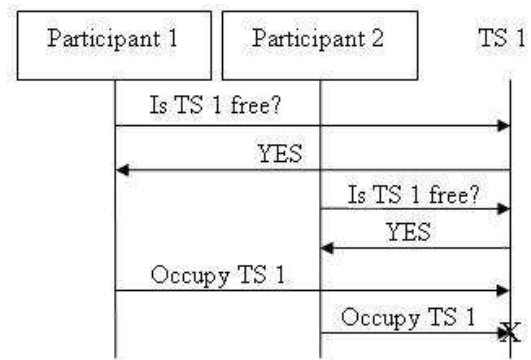 Participant 1
Participant 2
TS 1
Is TS 1 free?
YES
Is TS 1 free?
YES
Occupy TS 1
Occupy TS 1
X